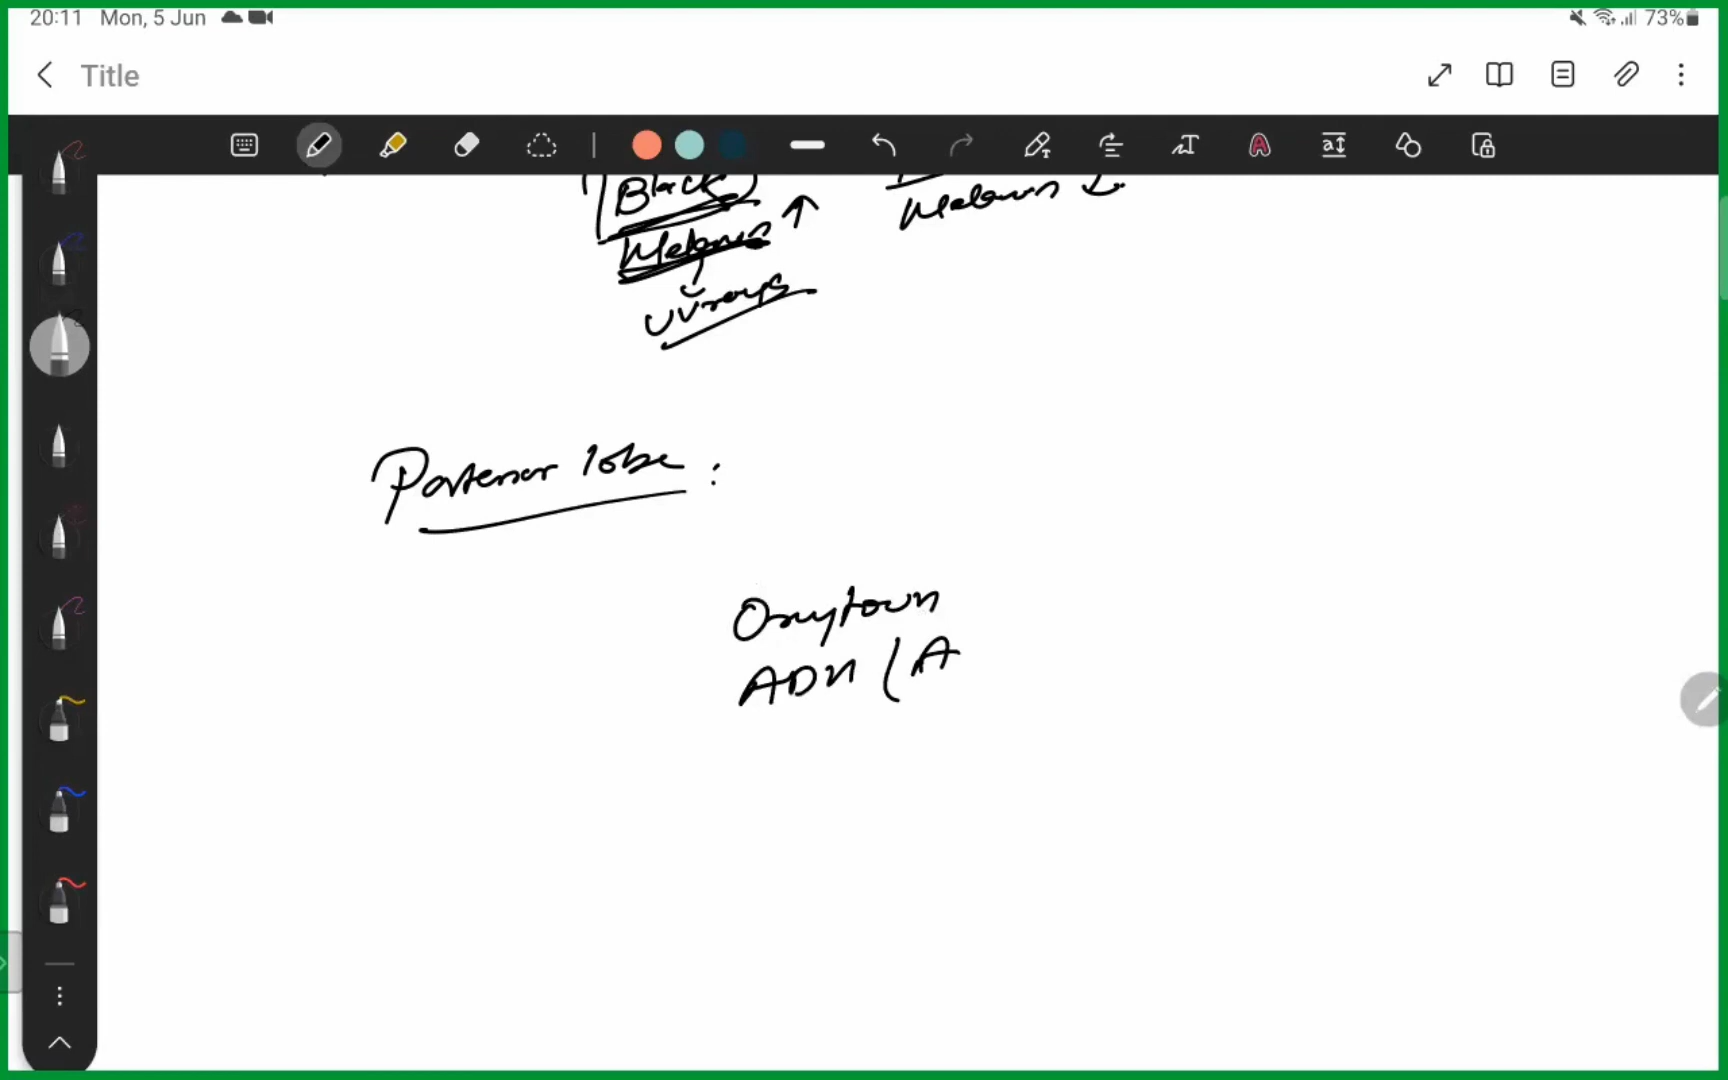 20:11 Mon, 5 Jun
73%
Title
Black
Melanin ↑
Melanin ↓
UV rays
Posterior lobe :
Oxytocin
ADH ( A